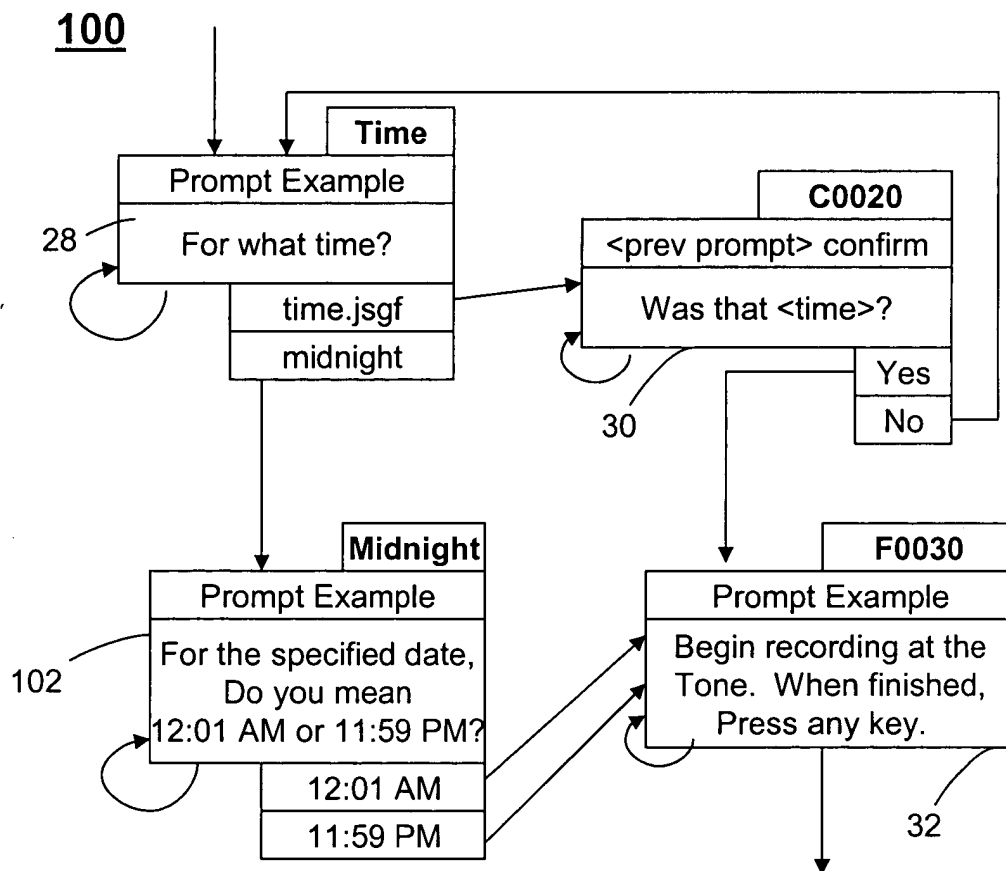 100
Time
Prompt Example
For what time?
28
time.jsgf
midnight
C0020
<prev prompt> confirm
Was that <time>?
Yes
No
30
Midnight
Prompt Example
For the specified date,
Do you mean
12:01 AM or 11:59 PM?
102
12:01 AM
11:59 PM
F0030
Prompt Example
Begin recording at the
Tone. When finished,
Press any key.
32